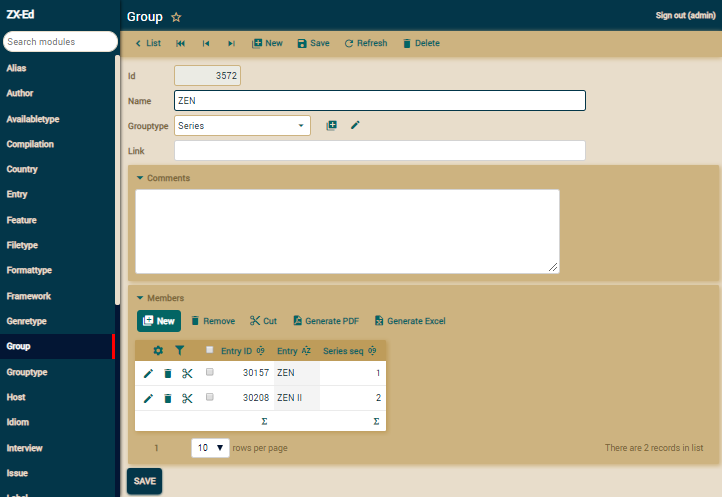 ZX-Ed
Group
Sign out (admin)
Search modules
List
New
Save
Refresh
Delete
Alias
Author
Availabletype
Compilation
Country
Entry
Feature
Filetype
Formattype
Framework
Genretype
Group
Grouptype
Host
Idiom
Interview
Issue
Label
Id 3572
Name ZEN
Grouptype Series
Link
Comments
Members
New Remove Cut Generate PDF Generate Excel
Entry ID Entry Series seq
30157 ZEN 1
30208 ZEN II 2
Σ Σ
1 10 rows per page There are 2 records in list
SAVE